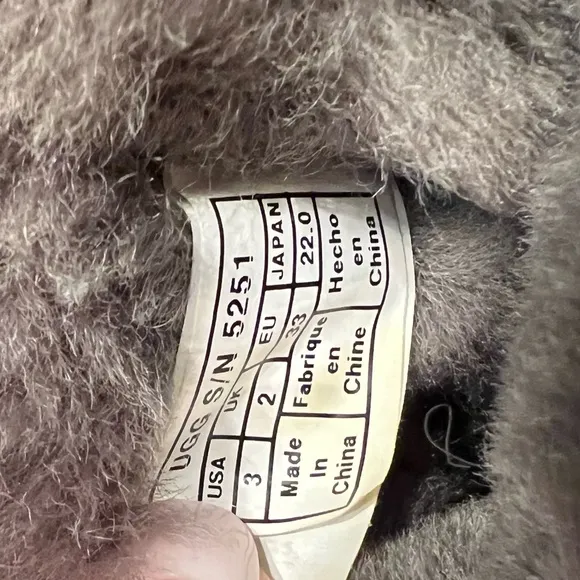 UGG S/N 5251
USA UK EU JAPAN
3 2 33 22.0
Made Fabrique Hecho
In en en
China Chine China